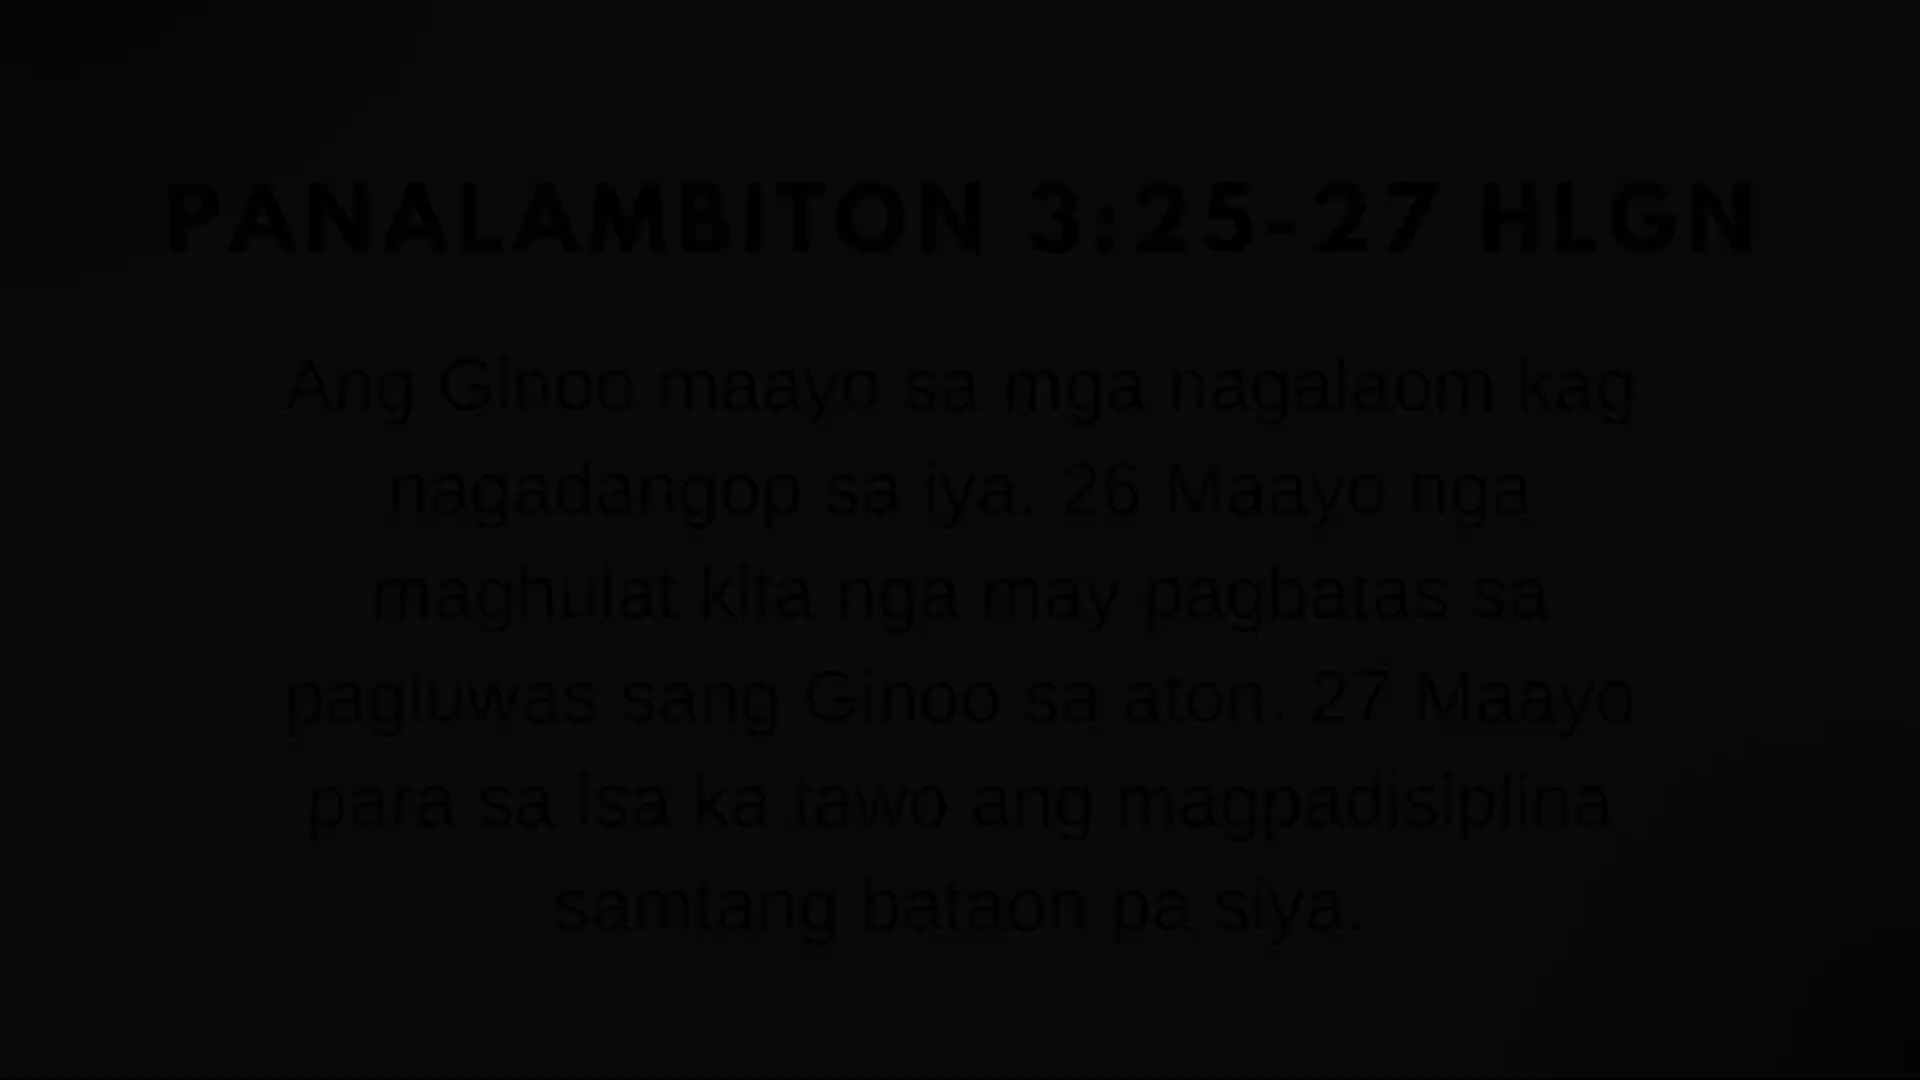 PANALAMBITON 3:25-27 HLGN
Ang Ginoo maayo sa mga nagalaom kag
nagadangop sa iya. 26 Maayo nga
maghulat kita nga may pagbatas sa
pagluwas sang Ginoo sa aton. 27 Maayo
para sa isa ka tawo ang magpadisiplina
samtang bataon pa siya.